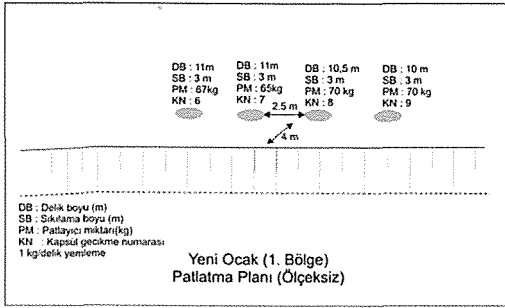 DB : 11m
SB : 3 m
PM : 67kg
KN : 6
DB : 11m
SB : 3 m
PM : 65kg
KN : 7
DB : 10,5 m
SB : 3 m
PM : 70 kg
KN : 8
DB : 10 m
SB : 3 m
PM : 70 kg
KN : 9
2.5 m
4 m
DB : Delik boyu (m)
SB : Sıkılama boyu (m)
PM : Patlayıcı miktarı(kg)
KN : Kapsül gecikme numarası
1 kg/delik yemleme
Yeni Ocak (1. Bölge)
Patlatma Planı (Ölçeksiz)